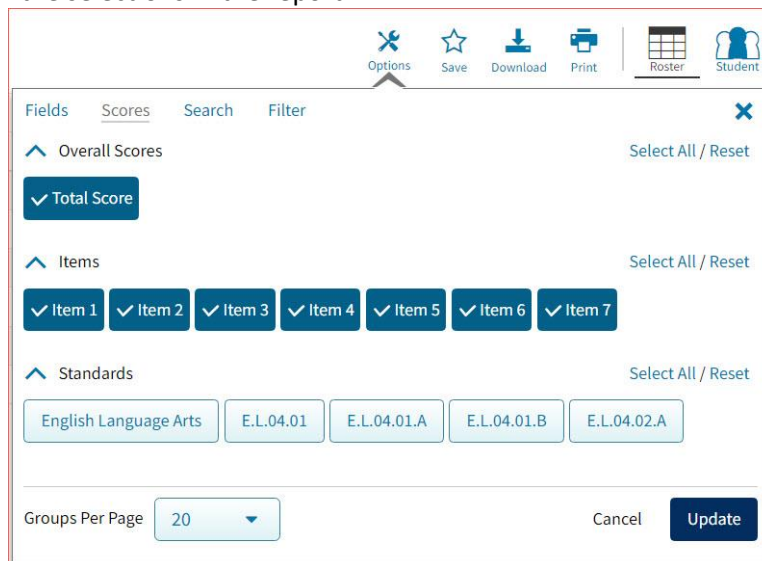 Options Save Download Print Roster Student
Fields Scores Search Filter
Overall Scores Select All / Reset
Total Score
Items Select All / Reset
Item 1 Item 2 Item 3 Item 4 Item 5 Item 6 Item 7
Standards Select All / Reset
English Language Arts E.L.04.01 E.L.04.01.A E.L.04.01.B E.L.04.02.A
Groups Per Page 20 Cancel Update